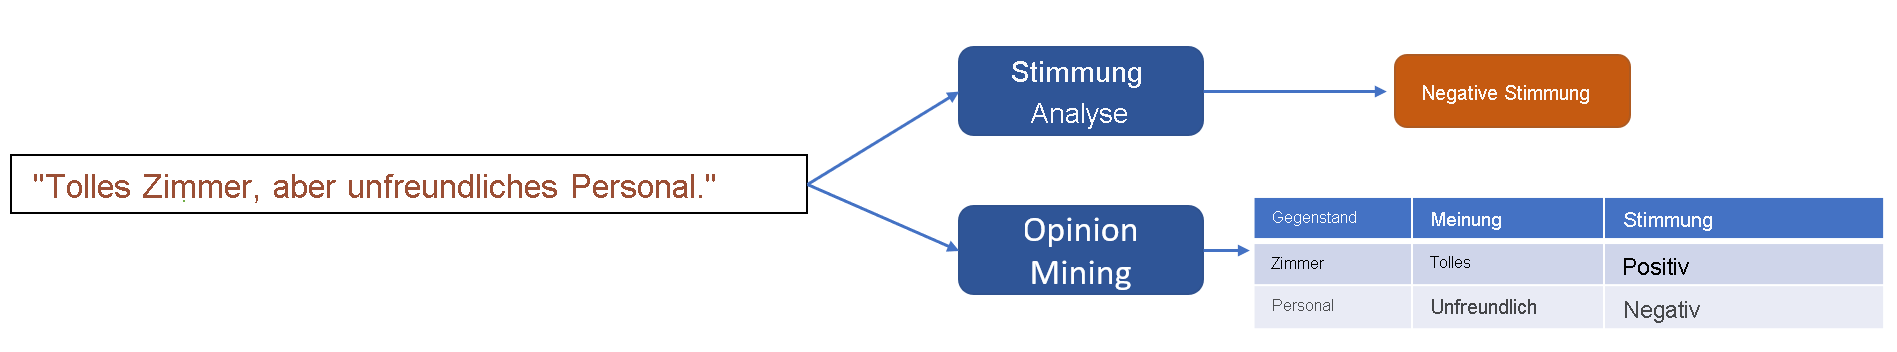 "Tolles Zimmer, aber unfreundliches Personal."
Stimmung
Analyse
Negative Stimmung
Opinion
Mining
Gegenstand Meinung Stimmung
Zimmer Tolles Positiv
Personal Unfreundlich Negativ